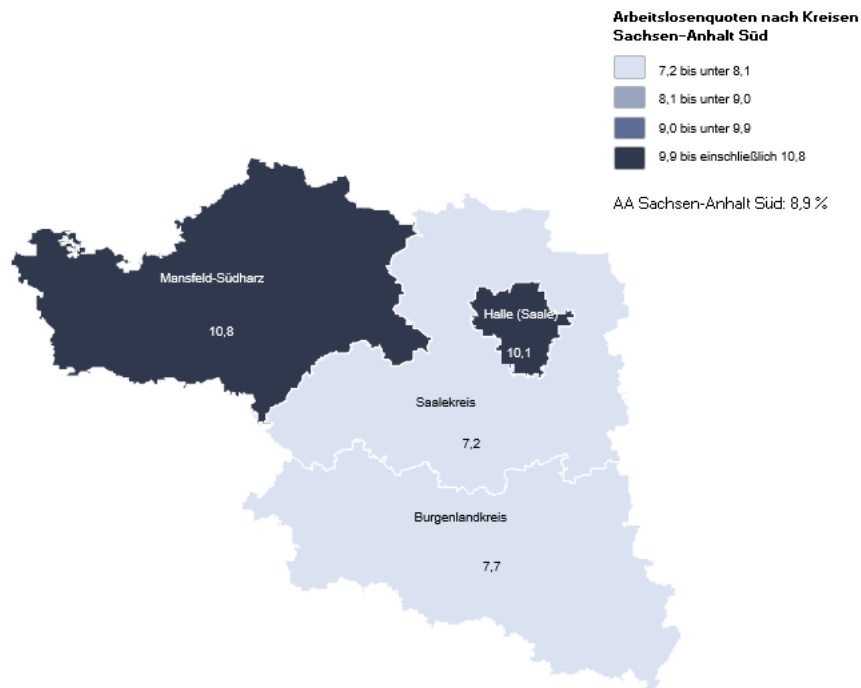 Arbeitslosenquoten nach Kreisen
Sachsen-Anhalt Süd
7,2 bis unter 8,1
8,1 bis unter 9,0
9,0 bis unter 9,9
9,9 bis einschließlich 10,8
AA Sachsen-Anhalt Süd: 8,9 %
Mansfeld-Südharz
10,8
Halle (Saale)
10,1
Saalekreis
7,2
Burgenlandkreis
7,7